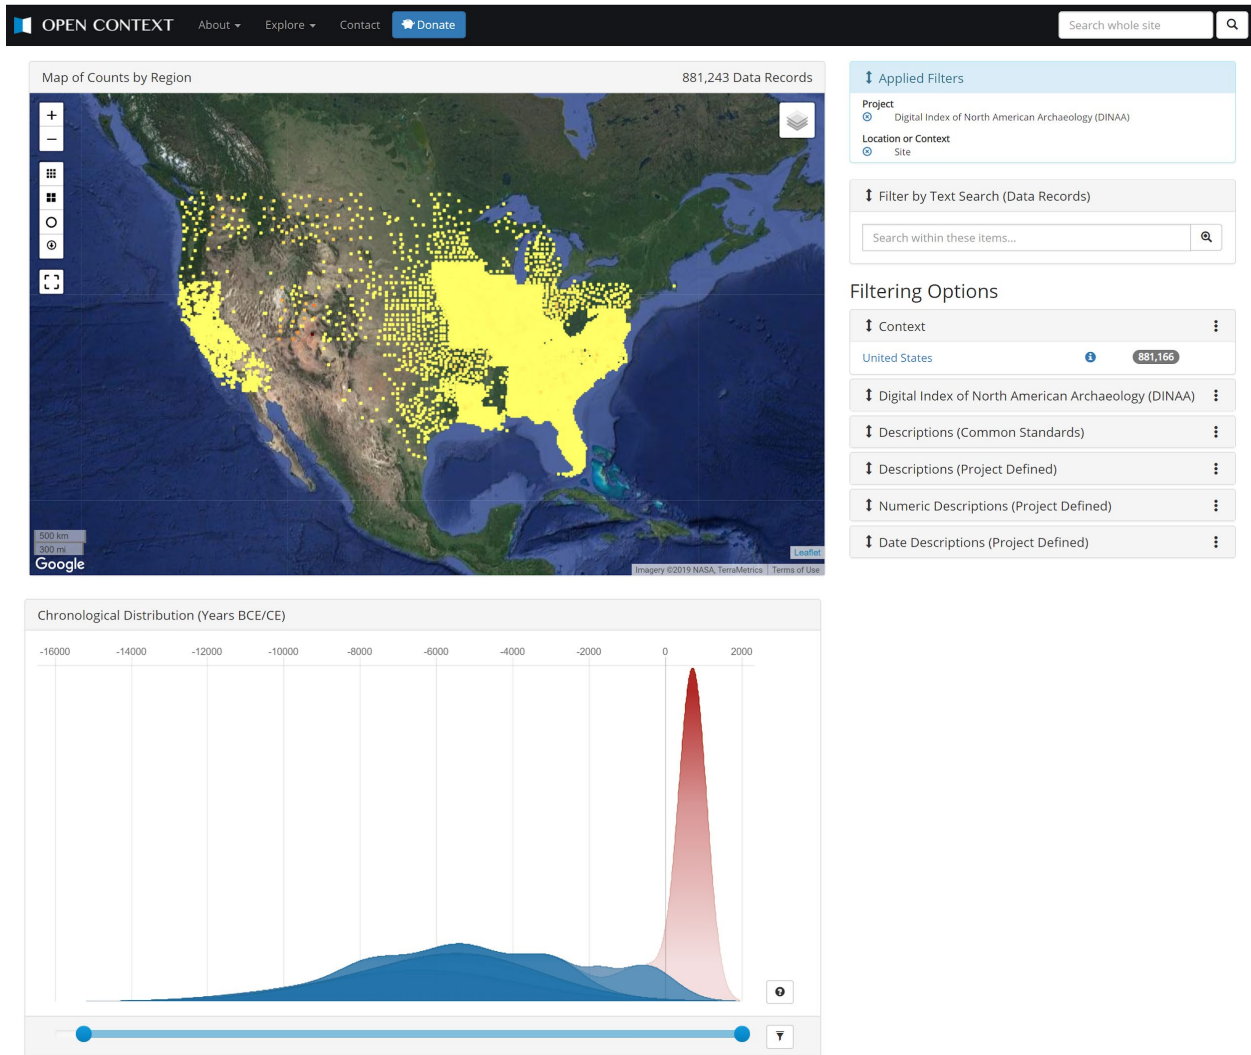 OPEN CONTEXT About Explore Contact Donate Search whole site
Map of Counts by Region 881,243 Data Records
+
−
500 km
300 mi
Google
Leaflet
Imagery ©2019 NASA, TerraMetrics Terms of Use
Applied Filters
Project
Digital Index of North American Archaeology (DINAA)
Location or Context
Site
Filter by Text Search (Data Records)
Search within these items...
Filtering Options
Context
United States 881,166
Digital Index of North American Archaeology (DINAA)
Descriptions (Common Standards)
Descriptions (Project Defined)
Numeric Descriptions (Project Defined)
Date Descriptions (Project Defined)
Chronological Distribution (Years BCE/CE)
-16000 -14000 -12000 -10000 -8000 -6000 -4000 -2000 0 2000